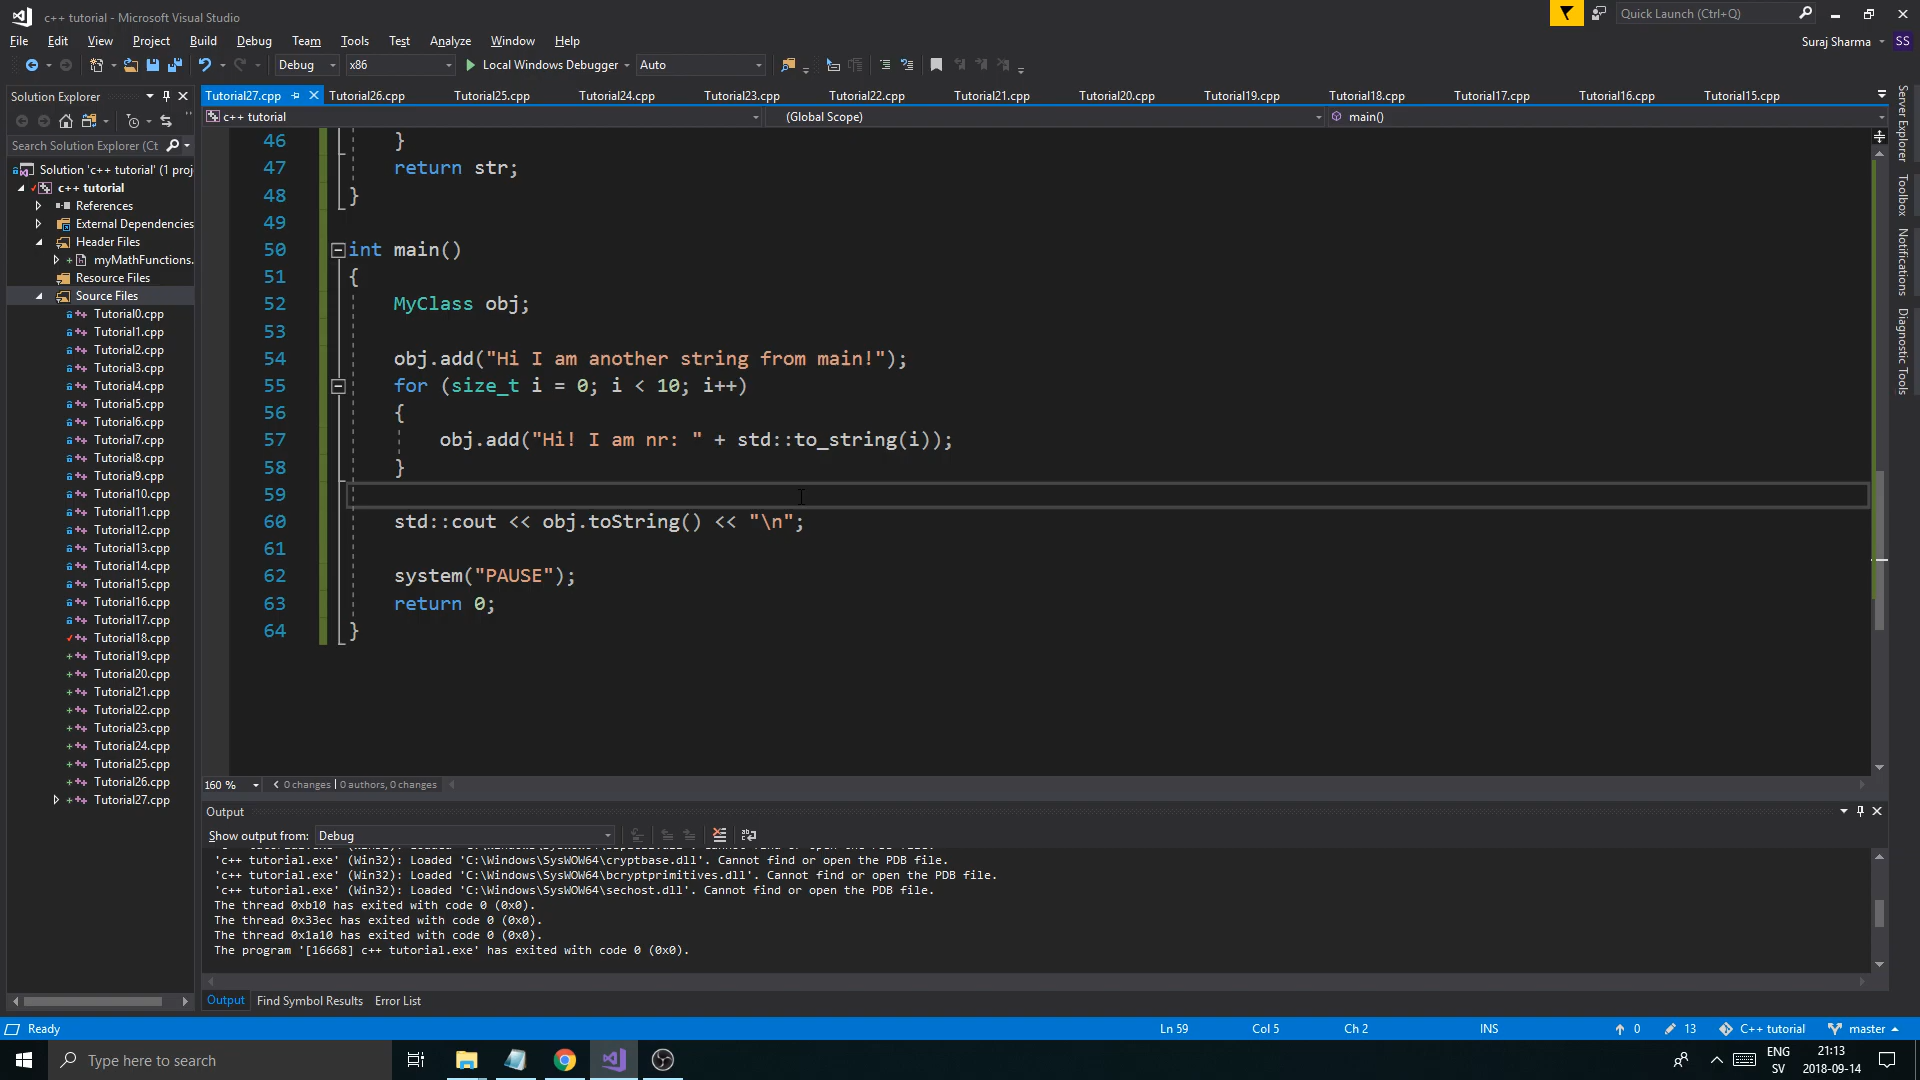 c++ tutorial - Microsoft Visual Studio
Quick Launch (Ctrl+Q)
File Edit View Project Build Debug Team Tools Test Analyze Window Help
Suraj Sharma SS
Debug x86 Local Windows Debugger Auto
Solution Explorer
Tutorial27.cpp Tutorial26.cpp Tutorial25.cpp Tutorial24.cpp Tutorial23.cpp Tutorial22.cpp Tutorial21.cpp Tutorial20.cpp Tutorial19.cpp Tutorial18.cpp Tutorial17.cpp Tutorial16.cpp Tutorial15.cpp
c++ tutorial (Global Scope) main()
Search Solution Explorer (Ct
Solution 'c++ tutorial' (1 proj
c++ tutorial
References
External Dependencies
Header Files
myMathFunctions.
Resource Files
Source Files
Tutorial0.cpp
Tutorial1.cpp
Tutorial2.cpp
Tutorial3.cpp
Tutorial4.cpp
Tutorial5.cpp
Tutorial6.cpp
Tutorial7.cpp
Tutorial8.cpp
Tutorial9.cpp
Tutorial10.cpp
Tutorial11.cpp
Tutorial12.cpp
Tutorial13.cpp
Tutorial14.cpp
Tutorial15.cpp
Tutorial16.cpp
Tutorial17.cpp
Tutorial18.cpp
Tutorial19.cpp
Tutorial20.cpp
Tutorial21.cpp
Tutorial22.cpp
Tutorial23.cpp
Tutorial24.cpp
Tutorial25.cpp
Tutorial26.cpp
Tutorial27.cpp
46 }
47 return str;
48 }
49
50 int main()
51 {
52 MyClass obj;
53
54 obj.add("Hi I am another string from main!");
55 for (size_t i = 0; i < 10; i++)
56 {
57 obj.add("Hi! I am nr: " + std::to_string(i));
58 }
59
60 std::cout << obj.toString() << "\n";
61
62 system("PAUSE");
63 return 0;
64 }
Server Explorer
Toolbox
Notifications
Diagnostic Tools
160 % 0 changes | 0 authors, 0 changes
Output
Show output from: Debug
'c++ tutorial.exe' (Win32): Loaded 'C:\Windows\SysWOW64\cryptbase.dll'. Cannot find or open the PDB file.
'c++ tutorial.exe' (Win32): Loaded 'C:\Windows\SysWOW64\bcryptprimitives.dll'. Cannot find or open the PDB file.
'c++ tutorial.exe' (Win32): Loaded 'C:\Windows\SysWOW64\sechost.dll'. Cannot find or open the PDB file.
The thread 0xb10 has exited with code 0 (0x0).
The thread 0x33ec has exited with code 0 (0x0).
The thread 0x1a10 has exited with code 0 (0x0).
The program '[16668] c++ tutorial.exe' has exited with code 0 (0x0).
Output Find Symbol Results Error List
Ready Ln 59 Col 5 Ch 2 INS 0 13 C++ tutorial master
Type here to search
ENG
SV
21:13
2018-09-14